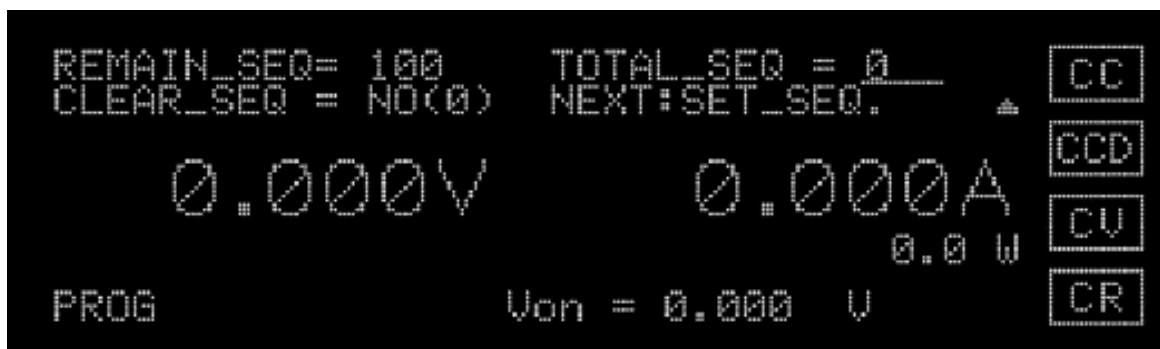 REMAIN_SEQ= 100 TOTAL_SEQ = 0
CLEAR_SEQ = NO(0) NEXT:SET_SEQ.
CC
CCD
0.000V 0.000A
CV
0.0 W
PROG Von = 0.000 V
CR